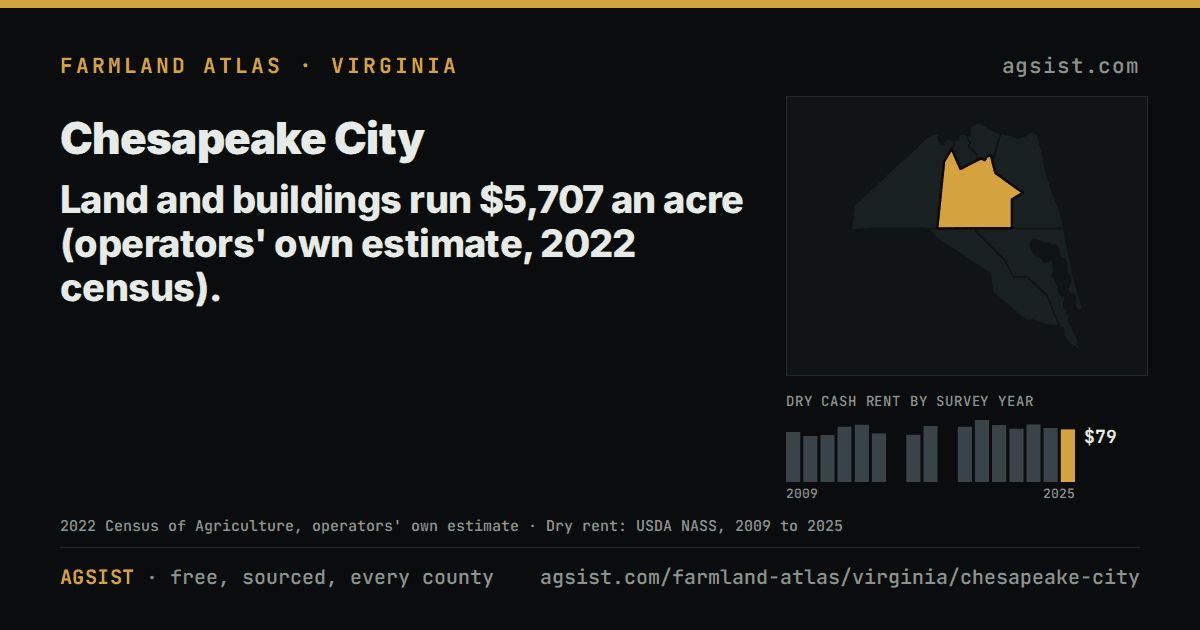 FARMLAND ATLAS · VIRGINIA
agsist.com
Chesapeake City
Land and buildings run $5,707 an acre
(operators' own estimate, 2022
census).
DRY CASH RENT BY SURVEY YEAR
$79
2009
2025
2022 Census of Agriculture, operators' own estimate · Dry rent: USDA NASS, 2009 to 2025
AGSIST · free, sourced, every county
agsist.com/farmland-atlas/virginia/chesapeake-city